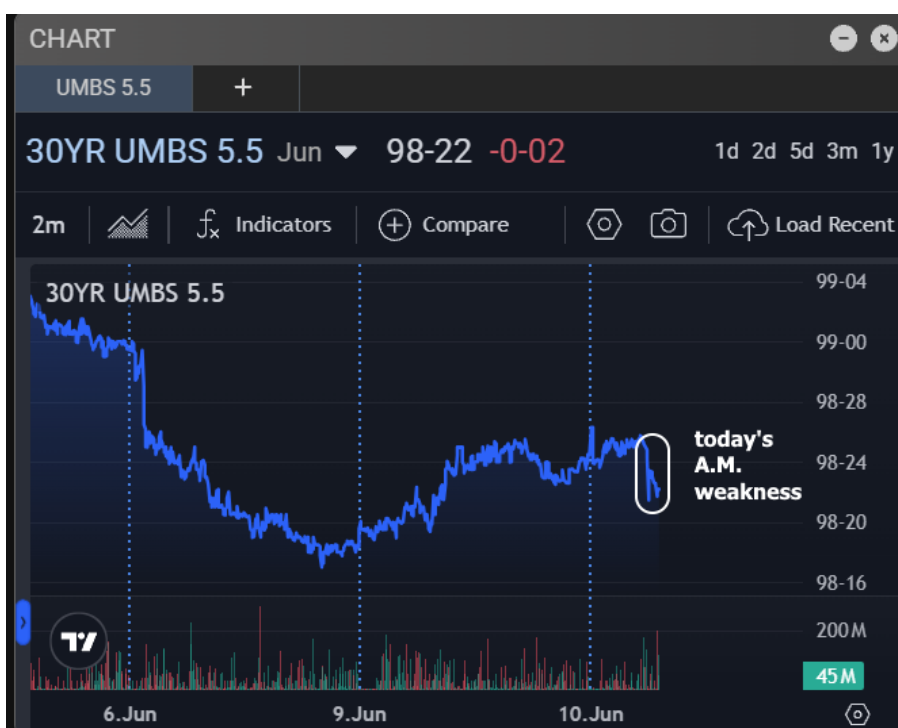 CHART
UMBS 5.5 +
30YR UMBS 5.5 Jun 98-22 -0-02 1d 2d 5d 3m 1y
2m fx Indicators Compare Load Recent
30YR UMBS 5.5
99-04
99-00
98-28
today's
A.M.
weakness
98-24
98-20
98-16
200M
45M
6.Jun 9.Jun 10.Jun